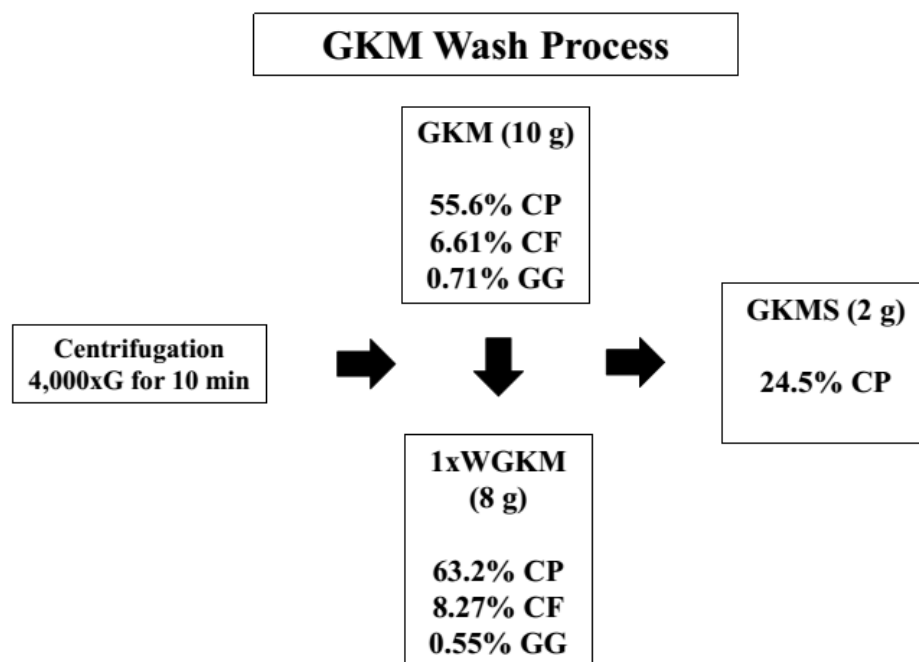 GKM Wash Process
GKM (10 g)
55.6% CP
6.61% CF
0.71% GG
Centrifugation
4,000xG for 10 min
GKMS (2 g)
24.5% CP
1xWGKM
(8 g)
63.2% CP
8.27% CF
0.55% GG